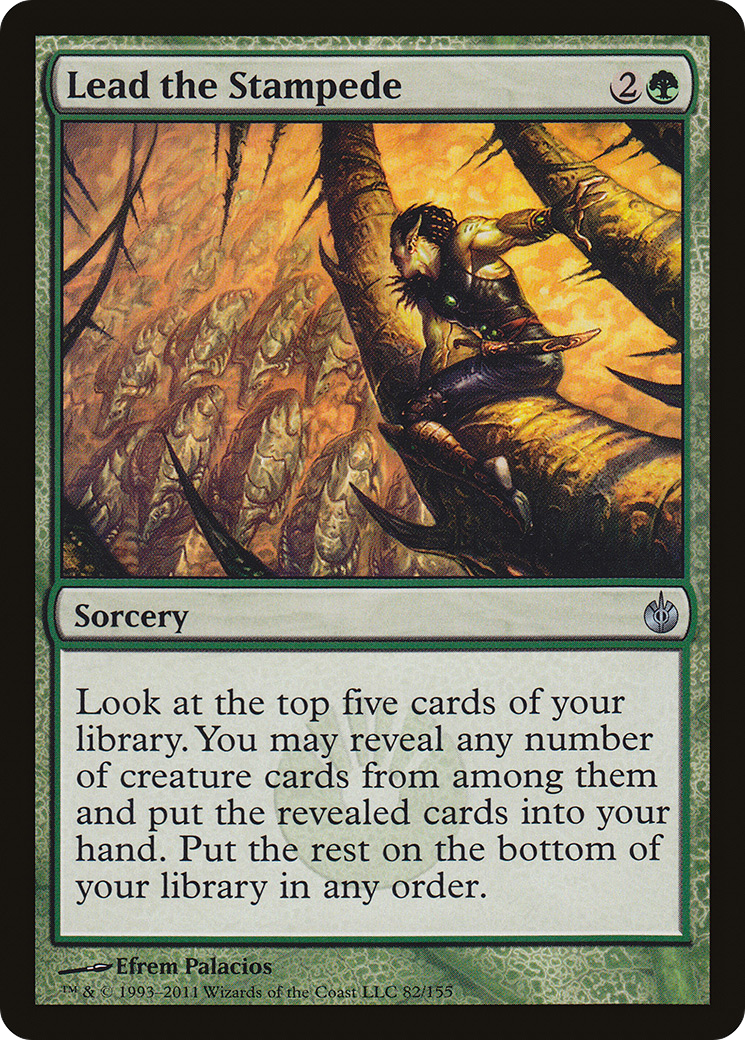 Lead the Stampede 2
Sorcery
Look at the top five cards of your
library. You may reveal any number
of creature cards from among them
and put the revealed cards into your
hand. Put the rest on the bottom of
your library in any order.
Efrem Palacios
™ & © 1993–2011 Wizards of the Coast LLC 82/155